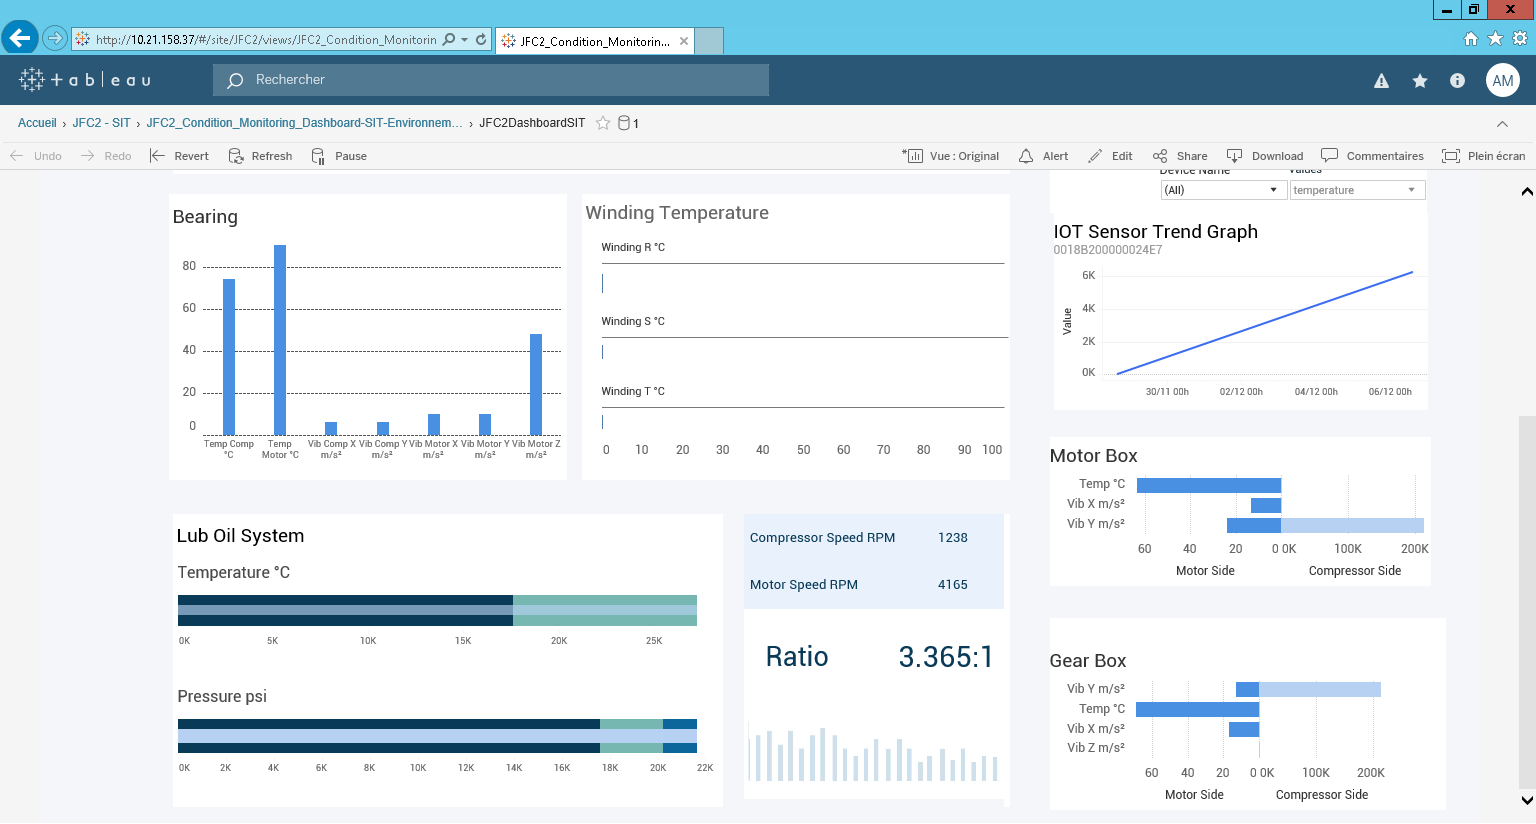 http://10.21.158.37/#/site/JFC2/views/JFC2_Condition_Monitorin
JFC2_Condition_Monitorin...
tableau
Rechercher
AM
Accueil › JFC2 - SIT › JFC2_Condition_Monitoring_Dashboard-SIT-Environnem... › JFC2DashboardSIT 1
Undo Redo Revert Refresh Pause Vue : Original Alert Edit Share Download Commentaires Plein écran
Device Name Values
(All) temperature
Bearing
80
60
40
20
0
Temp Comp °C
Temp Motor °C
Vib Comp X m/s²
Vib Comp Y m/s²
Vib Motor X m/s²
Vib Motor Y m/s²
Vib Motor Z m/s²
Winding Temperature
Winding R °C
Winding S °C
Winding T °C
0 10 20 30 40 50 60 70 80 90 100
IOT Sensor Trend Graph
0018B200000024E7
Value
6K
4K
2K
0K
30/11 00h 02/12 00h 04/12 00h 06/12 00h
Motor Box
Temp °C
Vib X m/s²
Vib Y m/s²
60 40 20 0 0K 100K 200K
Motor Side Compressor Side
Lub Oil System
Temperature °C
0K 5K 10K 15K 20K 25K
Pressure psi
0K 2K 4K 6K 8K 10K 12K 14K 16K 18K 20K 22K
Compressor Speed RPM 1238
Motor Speed RPM 4165
Ratio 3.365:1
Gear Box
Vib Y m/s²
Temp °C
Vib X m/s²
Vib Z m/s²
60 40 20 0 0K 100K 200K
Motor Side Compressor Side